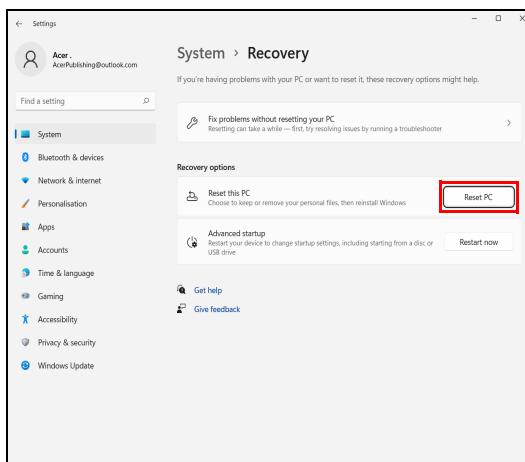 Settings
Acer .
AcerPublishing@outlook.com
Find a setting
System
Bluetooth & devices
Network & internet
Personalisation
Apps
Accounts
Time & language
Gaming
Accessibility
Privacy & security
Windows Update
System > Recovery
If you're having problems with your PC or want to reset it, these recovery options might help.
Fix problems without resetting your PC
Resetting can take a while — first, try resolving issues by running a troubleshooter
Recovery options
Reset this PC
Choose to keep or remove your personal files, then reinstall Windows
Reset PC
Advanced startup
Restart your device to change startup settings, including starting from a disc or
USB drive
Restart now
Get help
Give feedback